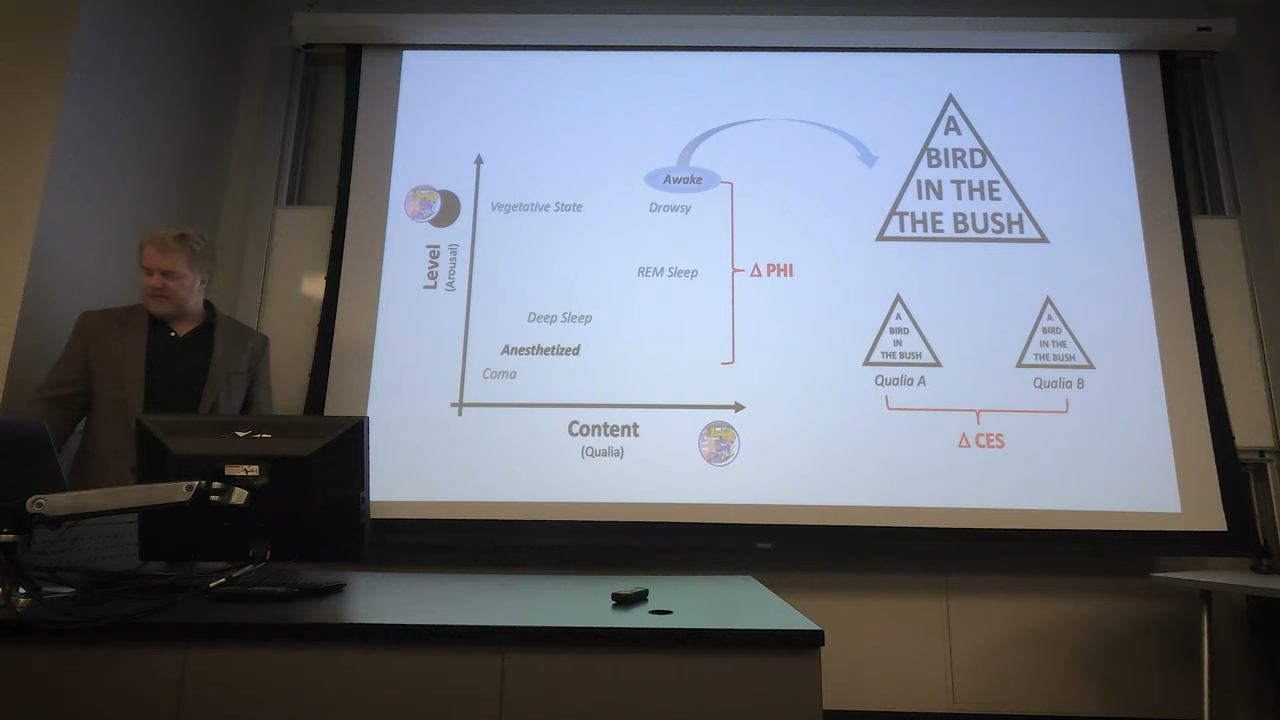 Awake
Vegetative State
Drowsy
Level
(Arousal)
REM Sleep
Δ PHI
Deep Sleep
Anesthetized
Coma
Content
(Qualia)
A
BIRD
IN THE
THE BUSH
A
BIRD
IN
THE BUSH
Qualia A
A
BIRD
IN THE
THE BUSH
Qualia B
Δ CES